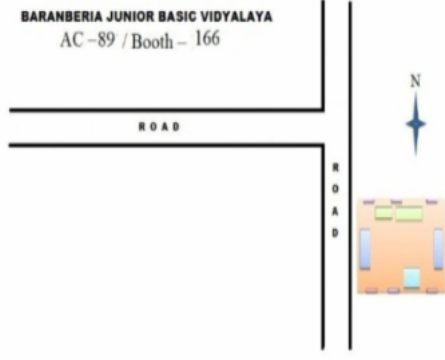 BARANBERIA JUNIOR BASIC VIDYALAYA
AC –89 / Booth – 166
N
ROAD
ROAD